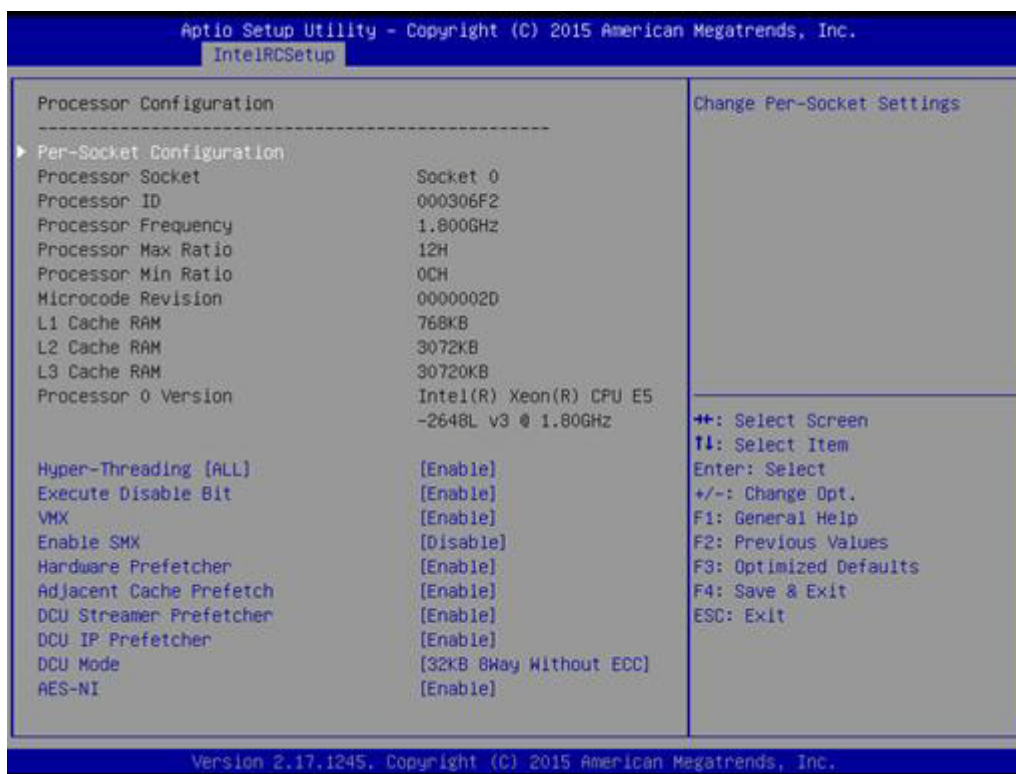 Aptio Setup Utility - Copyright (C) 2015 American Megatrends, Inc.
IntelRCSetup
Processor Configuration
--------------------------------------------------
Per-Socket Configuration
Processor Socket Socket 0
Processor ID 000306F2
Processor Frequency 1.800GHz
Processor Max Ratio 12H
Processor Min Ratio 0CH
Microcode Revision 0000002D
L1 Cache RAM 768KB
L2 Cache RAM 3072KB
L3 Cache RAM 30720KB
Processor 0 Version Intel(R) Xeon(R) CPU E5
-2648L v3 @ 1.80GHz
Hyper-Threading [ALL] [Enable]
Execute Disable Bit [Enable]
VMX [Enable]
Enable SMX [Disable]
Hardware Prefetcher [Enable]
Adjacent Cache Prefetch [Enable]
DCU Streamer Prefetcher [Enable]
DCU IP Prefetcher [Enable]
DCU Mode [32KB 8Way Without ECC]
AES-NI [Enable]
Change Per-Socket Settings
→←: Select Screen
↑↓: Select Item
Enter: Select
+/-: Change Opt.
F1: General Help
F2: Previous Values
F3: Optimized Defaults
F4: Save & Exit
ESC: Exit
Version 2.17.1245. Copyright (C) 2015 American Megatrends, Inc.